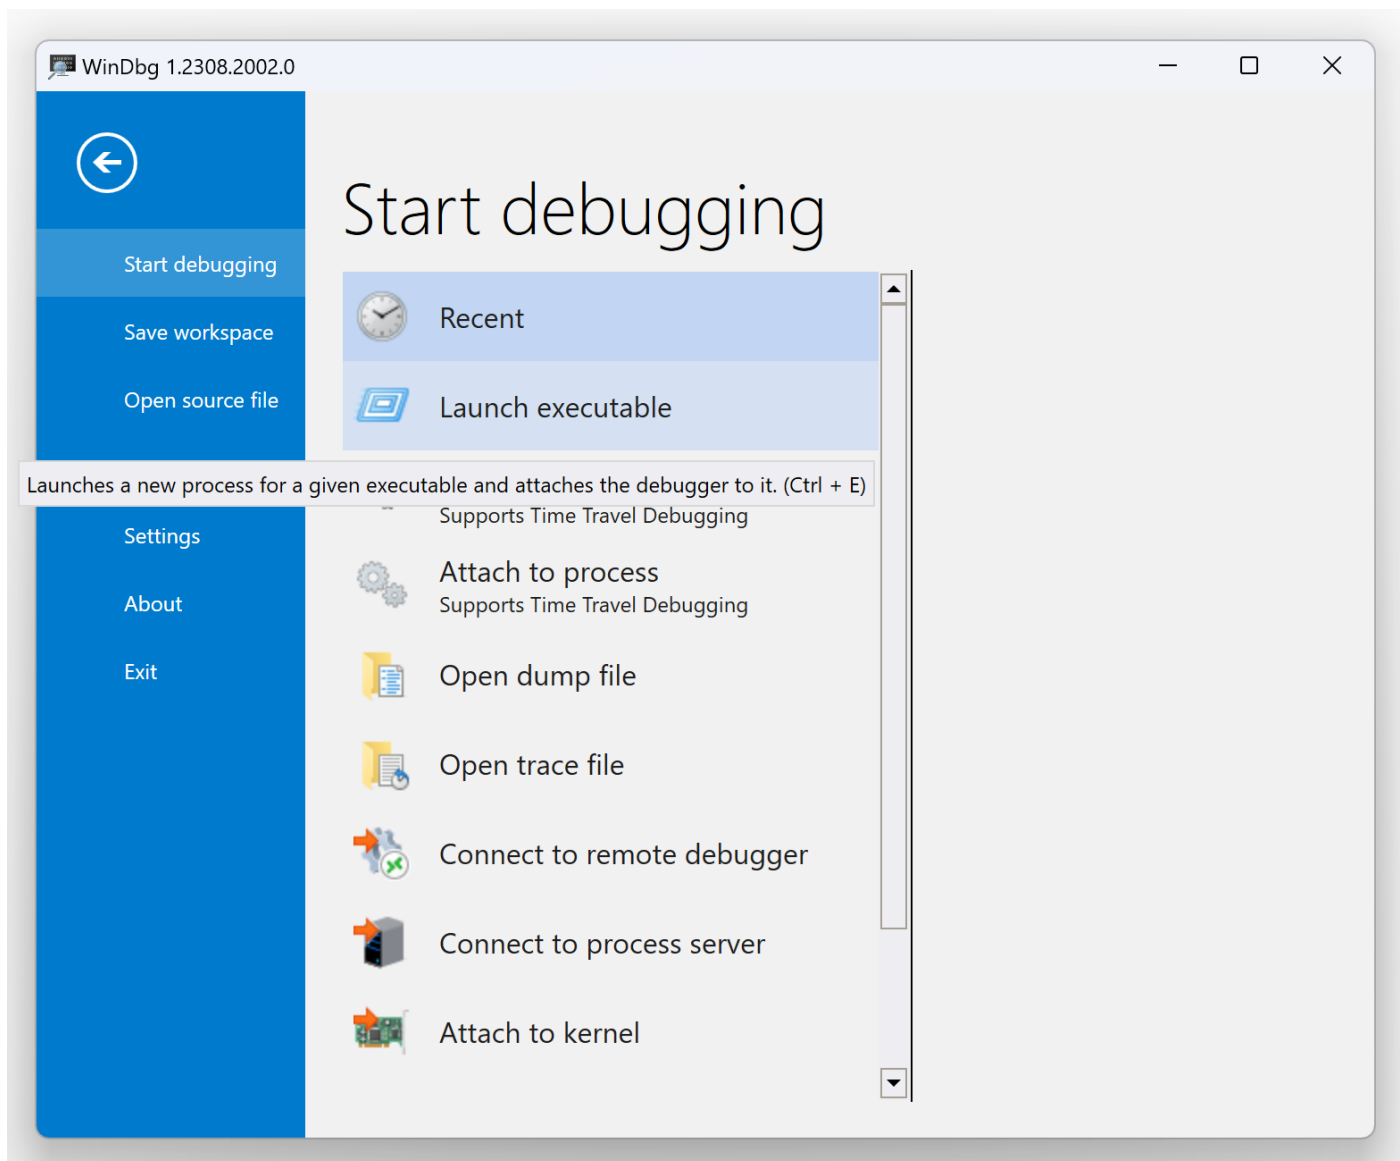 WinDbg 1.2308.2002.0
Start debugging
Save workspace
Open source file
Settings
About
Exit
Start debugging
Recent
Launch executable
Launches a new process for a given executable and attaches the debugger to it. (Ctrl + E)
Supports Time Travel Debugging
Attach to process
Supports Time Travel Debugging
Open dump file
Open trace file
Connect to remote debugger
Connect to process server
Attach to kernel